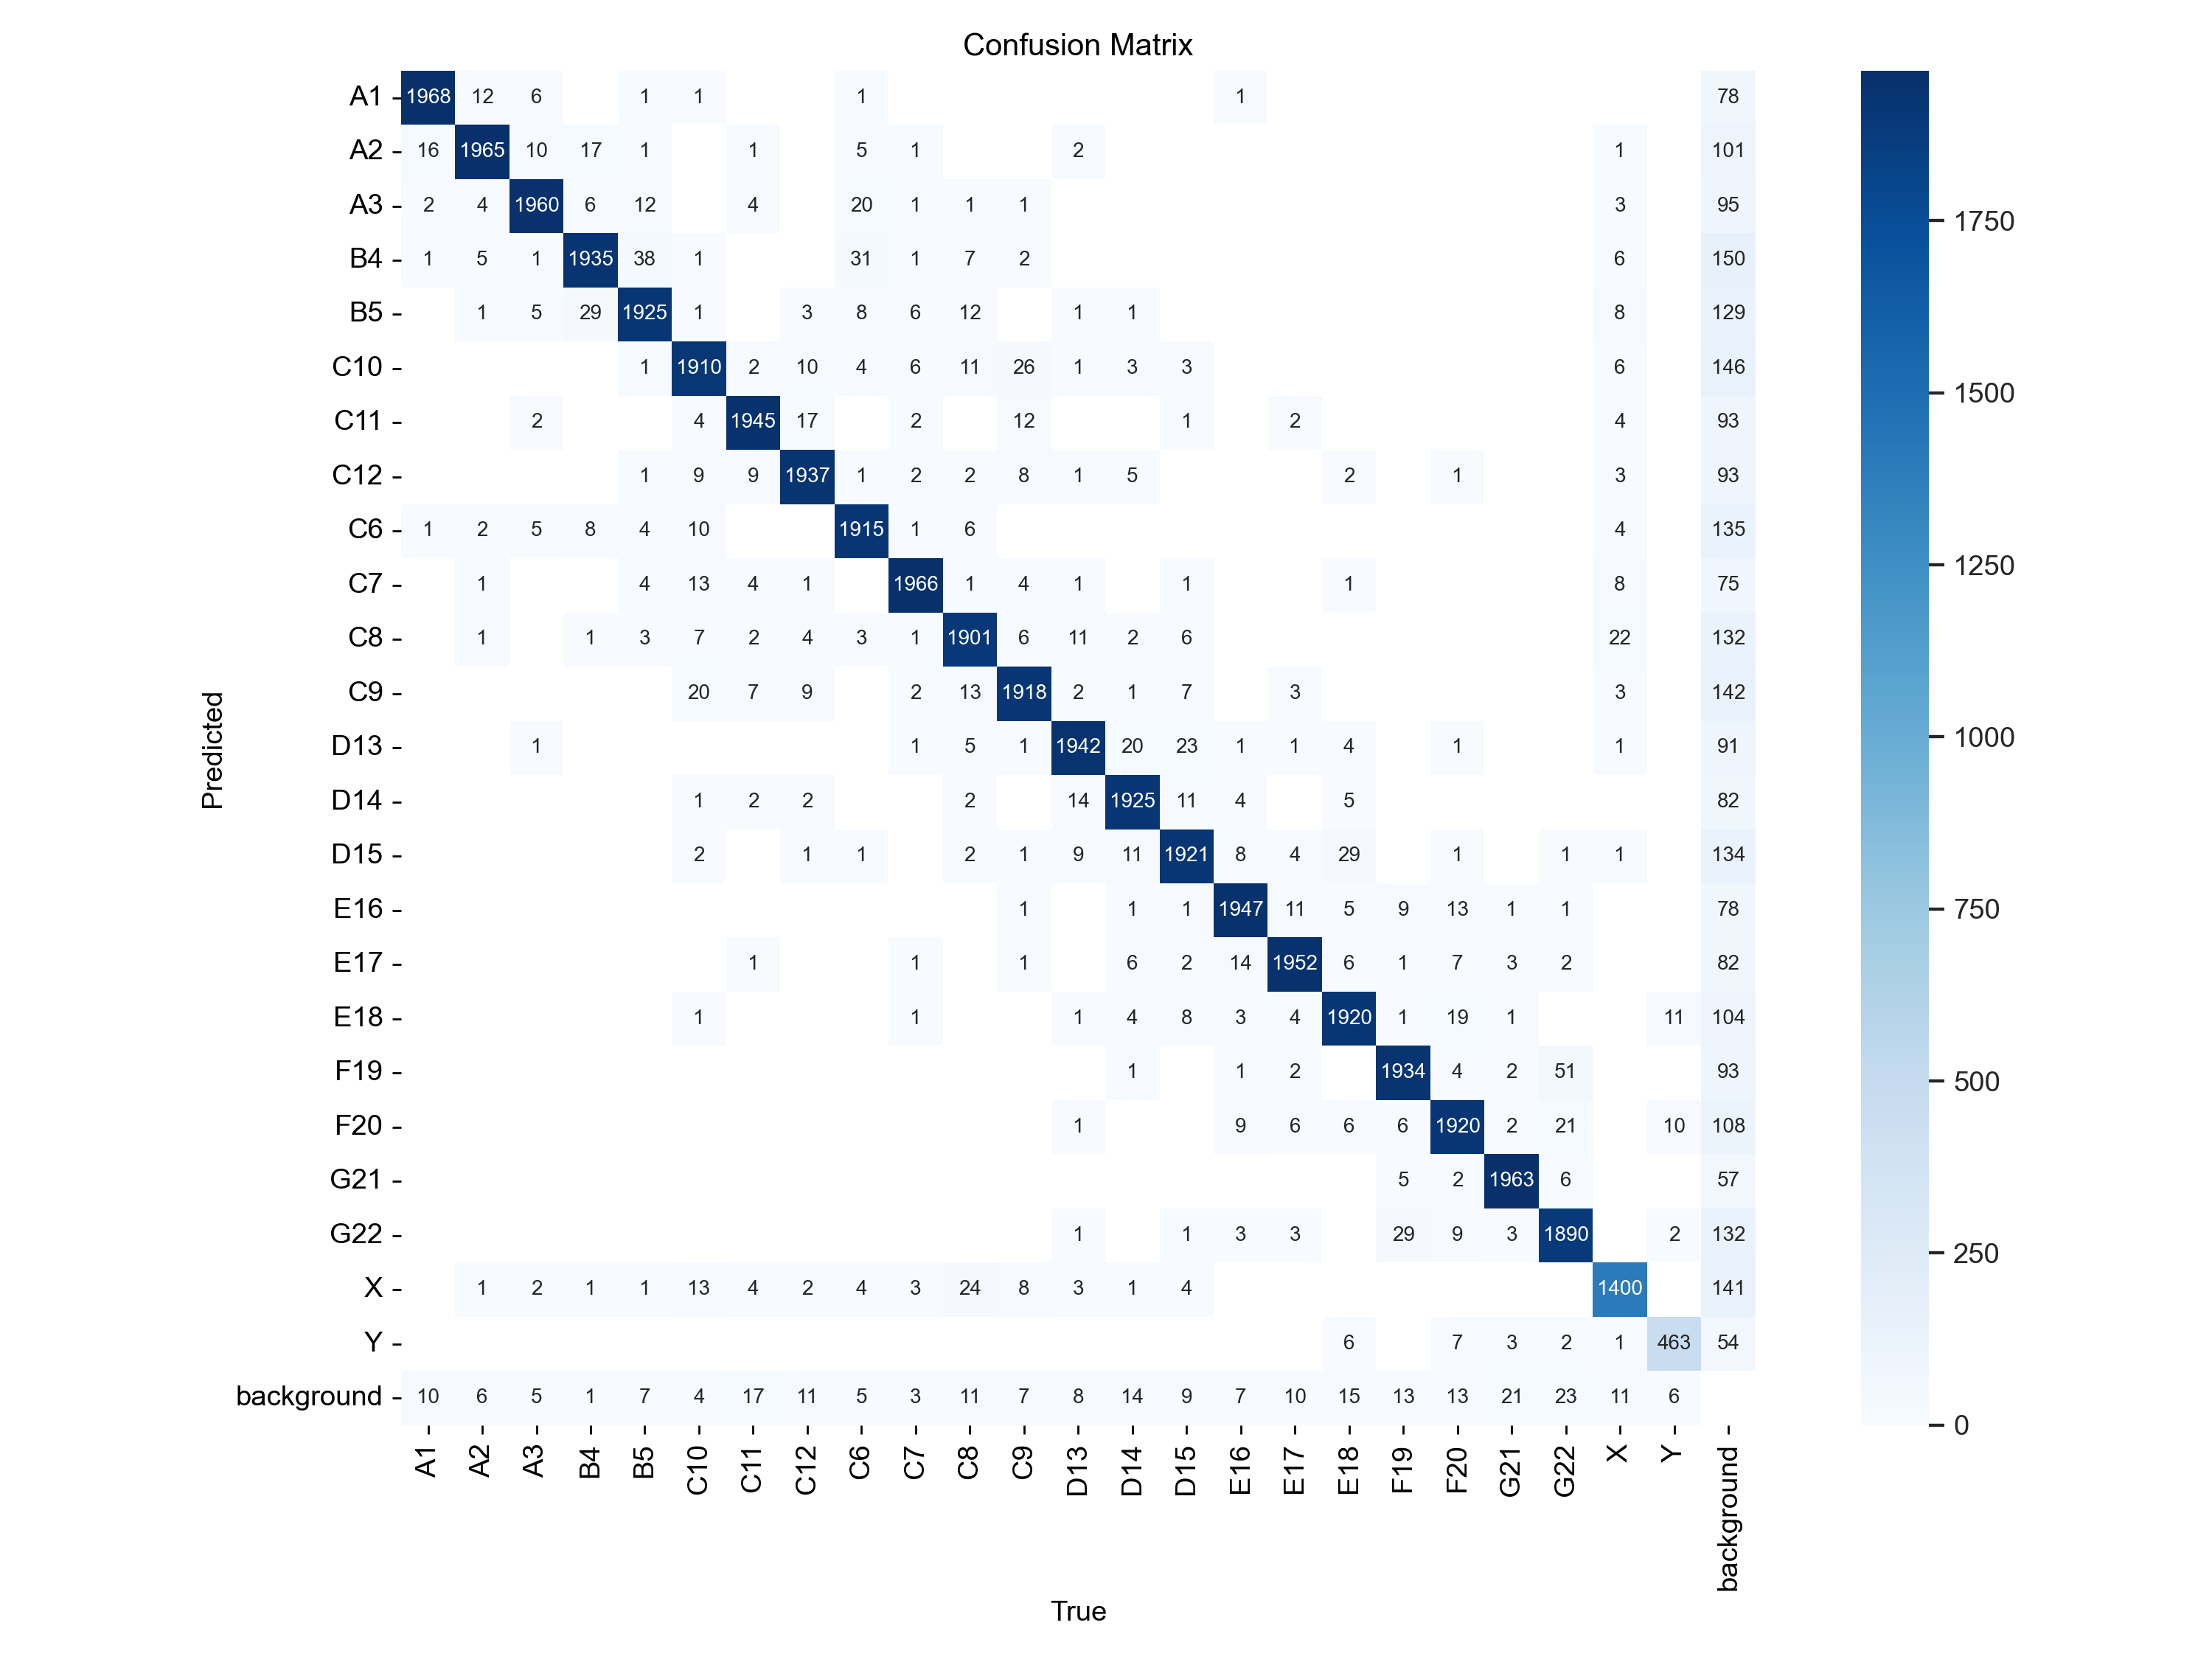 Confusion Matrix
A1 1968 12 6 1 1 1 1 78
A2 16 1965 10 17 1 1 5 1 2 1 101
A3 2 4 1960 6 12 4 20 1 1 1 3 95
B4 1 5 1 1935 38 1 31 1 7 2 6 150
B5 1 5 29 1925 1 3 8 6 12 1 1 8 129
C10 1 1910 2 10 4 6 11 26 1 3 3 6 146
C11 2 4 1945 17 2 12 1 2 4 93
C12 1 9 9 1937 1 2 2 8 1 5 2 1 3 93
C6 1 2 5 8 4 10 1915 1 6 4 135
C7 1 4 13 4 1 1966 1 4 1 1 1 8 75
C8 1 1 3 7 2 4 3 1 1901 6 11 2 6 22 132
C9 20 7 9 2 13 1918 2 1 7 3 3 142
D13 1 1 5 1 1942 20 23 1 1 4 1 1 91
D14 1 2 2 2 14 1925 11 4 5 82
D15 2 1 1 2 1 9 11 1921 8 4 29 1 1 1 134
E16 1 1 1 1947 11 5 9 13 1 1 78
E17 1 1 1 6 2 14 1952 6 1 7 3 2 82
E18 1 1 1 4 8 3 4 1920 1 19 1 11 104
F19 1 1 2 1934 4 2 51 93
F20 1 9 6 6 6 1920 2 21 10 108
G21 5 2 1963 6 57
G22 1 1 3 3 29 9 3 1890 2 132
X 1 2 1 1 13 4 2 4 3 24 8 3 1 4 1400 141
Y 6 7 3 2 1 463 54
background 10 6 5 1 7 4 17 11 5 3 11 7 8 14 9 7 10 15 13 13 21 23 11 6
A1 A2 A3 B4 B5 C10 C11 C12 C6 C7 C8 C9 D13 D14 D15 E16 E17 E18 F19 F20 G21 G22 X Y background
True
Predicted
1750
1500
1250
1000
750
500
250
0